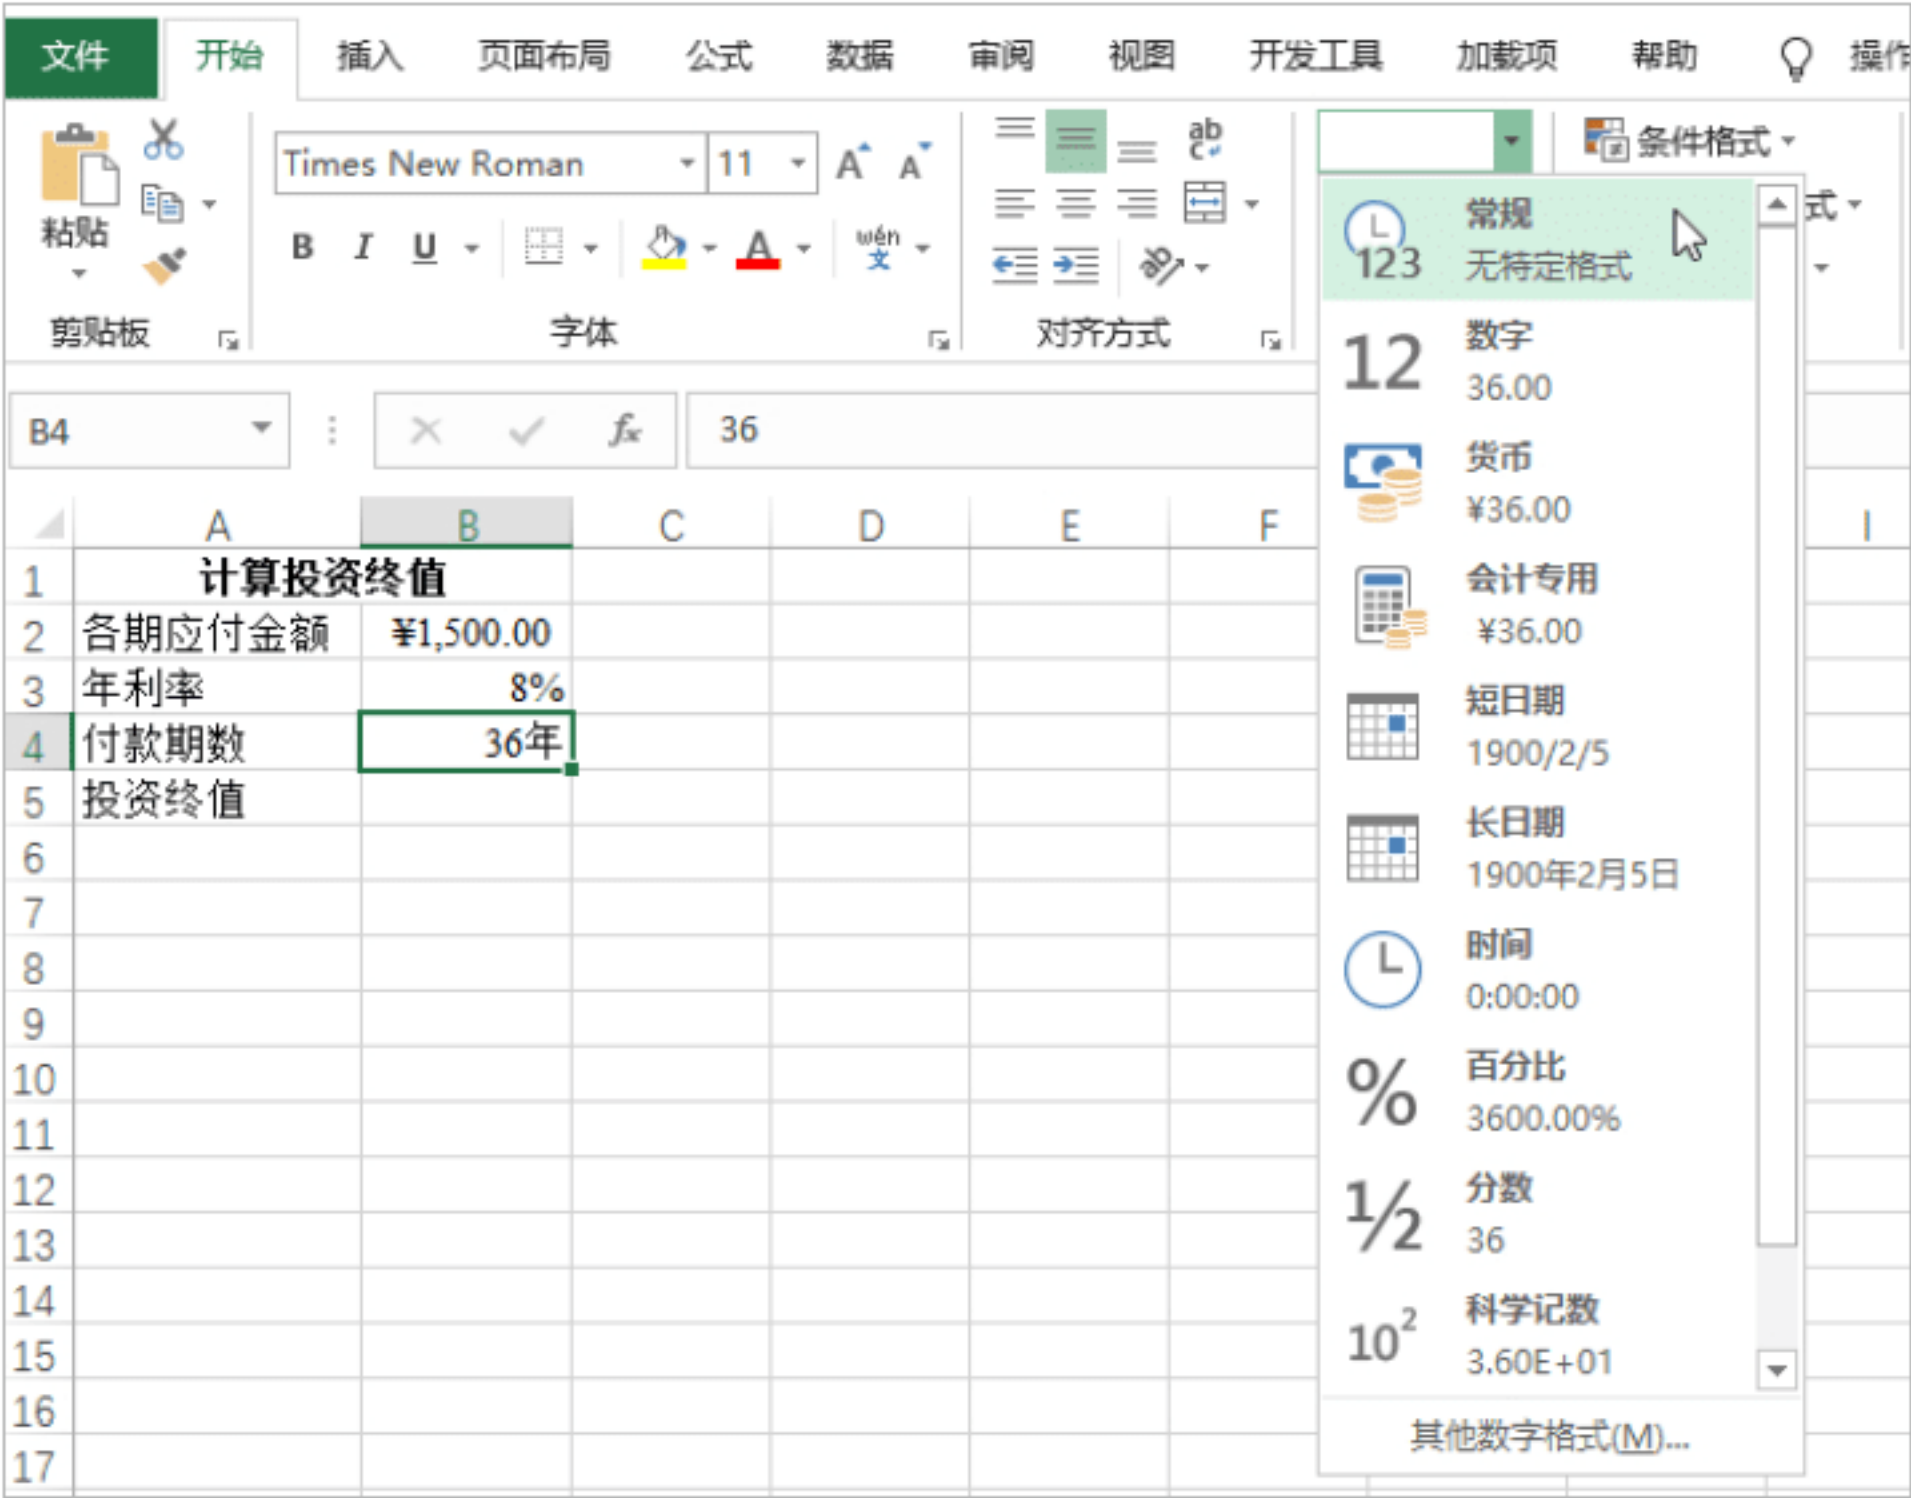 文件 开始 插入 页面布局 公式 数据 审阅 视图 开发工具 加载项 帮助 操作
粘贴
剪贴板
Times New Roman 11 A A
B I U A wén 文
字体
ab c
ab
对齐方式
条件格式
式
B4 fx 36
A B C D E F I
1 计算投资终值
2 各期应付金额 ¥1,500.00
3 年利率 8%
4 付款期数 36年
5 投资终值
6
7
8
9
10
11
12
13
14
15
16
17
123 常规
无特定格式
12 数字
36.00
货币
¥36.00
会计专用
¥36.00
短日期
1900/2/5
长日期
1900年2月5日
时间
0:00:00
% 百分比
3600.00%
½ 分数
36
10² 科学记数
3.60E+01
其他数字格式(M)...